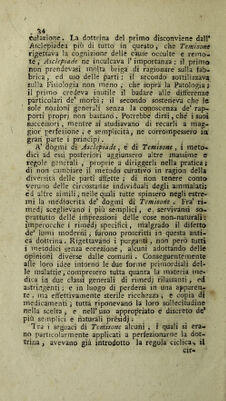 34
eulazione. La dottrina del primo disconviene dall'
Asclepiadea più di tutto in questo, che Temisone
rigettava la cognizione delle cause occulte e remo-
te, Asclepiade ne inculcava l'importanza; il primo
non prendevasi molta briga di ragionare sulla fab-
brica, ed uso delle parti: il secondo sottilizzava
sulla Fisiologia non meno, che soprà la Patologia:
il primo credeva inutile il badare alle differenze
particolari de' morbi; il secondo sosteneva che le
sole nozioni generali senza la conoscenza de' rap-
porti proprj non bastano. Potrebbe dirsi, che i suoi
successori, mentre si studiavano di recarli a mag-
gior perfezione, e semplicità, ne corrompessero in
gran parte i principj.
A' dogmi di Asclepiade, e di Temisone, i meto-
dici ad essi posteriori aggiunsero altre massime e
regole generali, proprie a diriggerli nella pratica;
di non cambiare il metodo curativo in ragion della
diversità delle parti affette; di non tenere conto
veruno delle circostanze individuali degli ammalati,
ed altre simili, nelle quali tutte spinsero negli estre-
mi la mediocrità de' dogmi di Temisone. Fra' ri-
medj sceglievano i più semplici, e servivansi so-
prattutto delle impressioni delle cose non-naturali:
imperocchè i rimedj specifici, malgrado il difetto
de' lumi moderni, furono proscritti in questa anti-
ca dottrina. Rigettavano i purganti, non però tutti
i metodici senza eccezione, alcuni adottando delle
opinioni diverse dalle comuni. Conseguentemente
alle loro idee intorno le due forme primordiali del-
le malattie, compresero tutta quanta la materia me-
dica in due classi generali di rimedj rilassanti, ed
astringenti: e in luogo di perdersi in una apparen-
te, ma effettivamente sterile ricchezza, e copia di
medicamenti, tutta riponevano la loro sollecitudine
nella scelta, e nell'uso appropriato e discreto de'
più semplici e naturali presidj.
Tra i seguaci di Temisone alcuni, i quali si era-
no particolarmente applicati a perfezionarne la dot-
trina, avevano già introdotto la regola ciclica, il
cir-